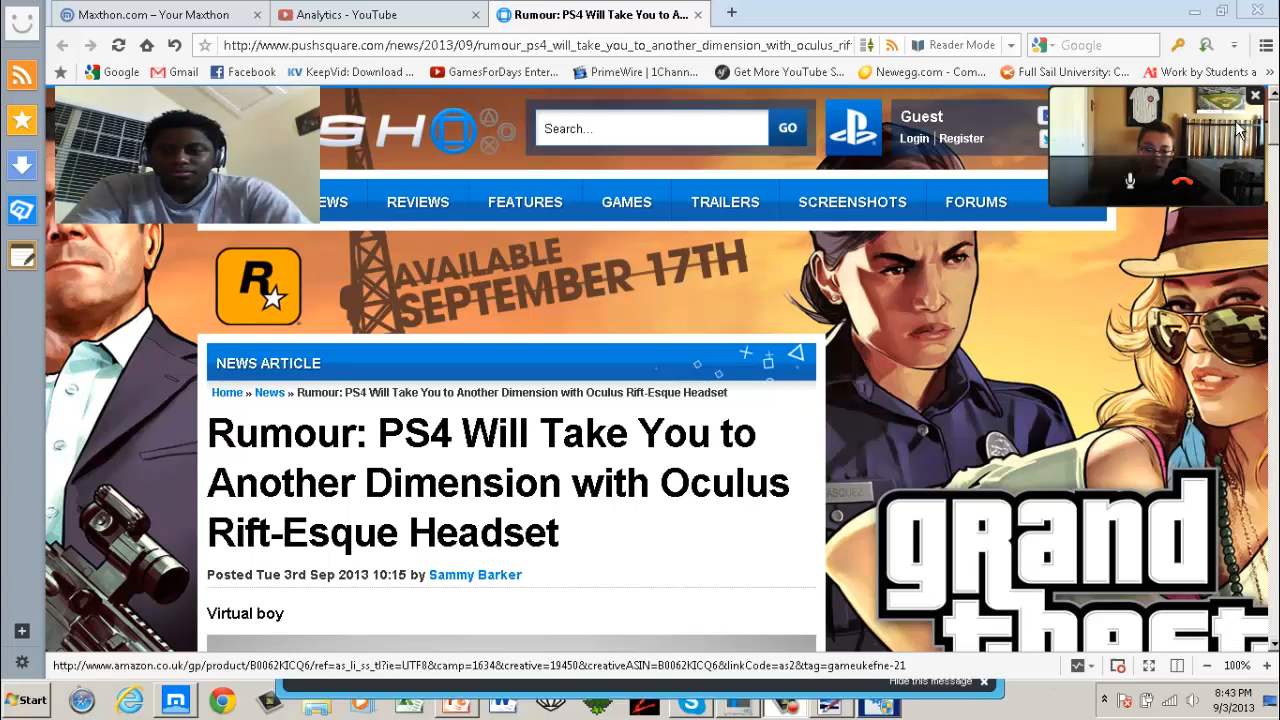 Maxthon.com – Your Maxthon
Analytics - YouTube
Rumour: PS4 Will Take You to A...
http://www.pushsquare.com/news/2013/09/rumour_ps4_will_take_you_to_another_dimension_with_oculus_rif
Reader Mode
Google
Google
Gmail
Facebook
KeepVid: Download ...
GamesForDays Enter...
PrimeWire | 1Chann...
Get More YouTube S...
Newegg.com - Com...
Full Sail University: C...
Work by Students a
SH
Search...
GO
Guest
Login | Register
EWS
REVIEWS
FEATURES
GAMES
TRAILERS
SCREENSHOTS
FORUMS
R
AVAILABLE
SEPTEMBER 17TH
NEWS ARTICLE
Home » News » Rumour: PS4 Will Take You to Another Dimension with Oculus Rift-Esque Headset
Rumour: PS4 Will Take You to
Another Dimension with Oculus
Rift-Esque Headset
Posted Tue 3rd Sep 2013 10:15 by Sammy Barker
Virtual boy
grand
theft
http://www.amazon.co.uk/gp/product/B0062KICQ6/ref=as_li_ss_tl?ie=UTF8&camp=1634&creative=19450&creativeASIN=B0062KICQ6&linkCode=as2&tag=gameukefne-21
100%
Hide this message
Start
8:43 PM
9/3/2013